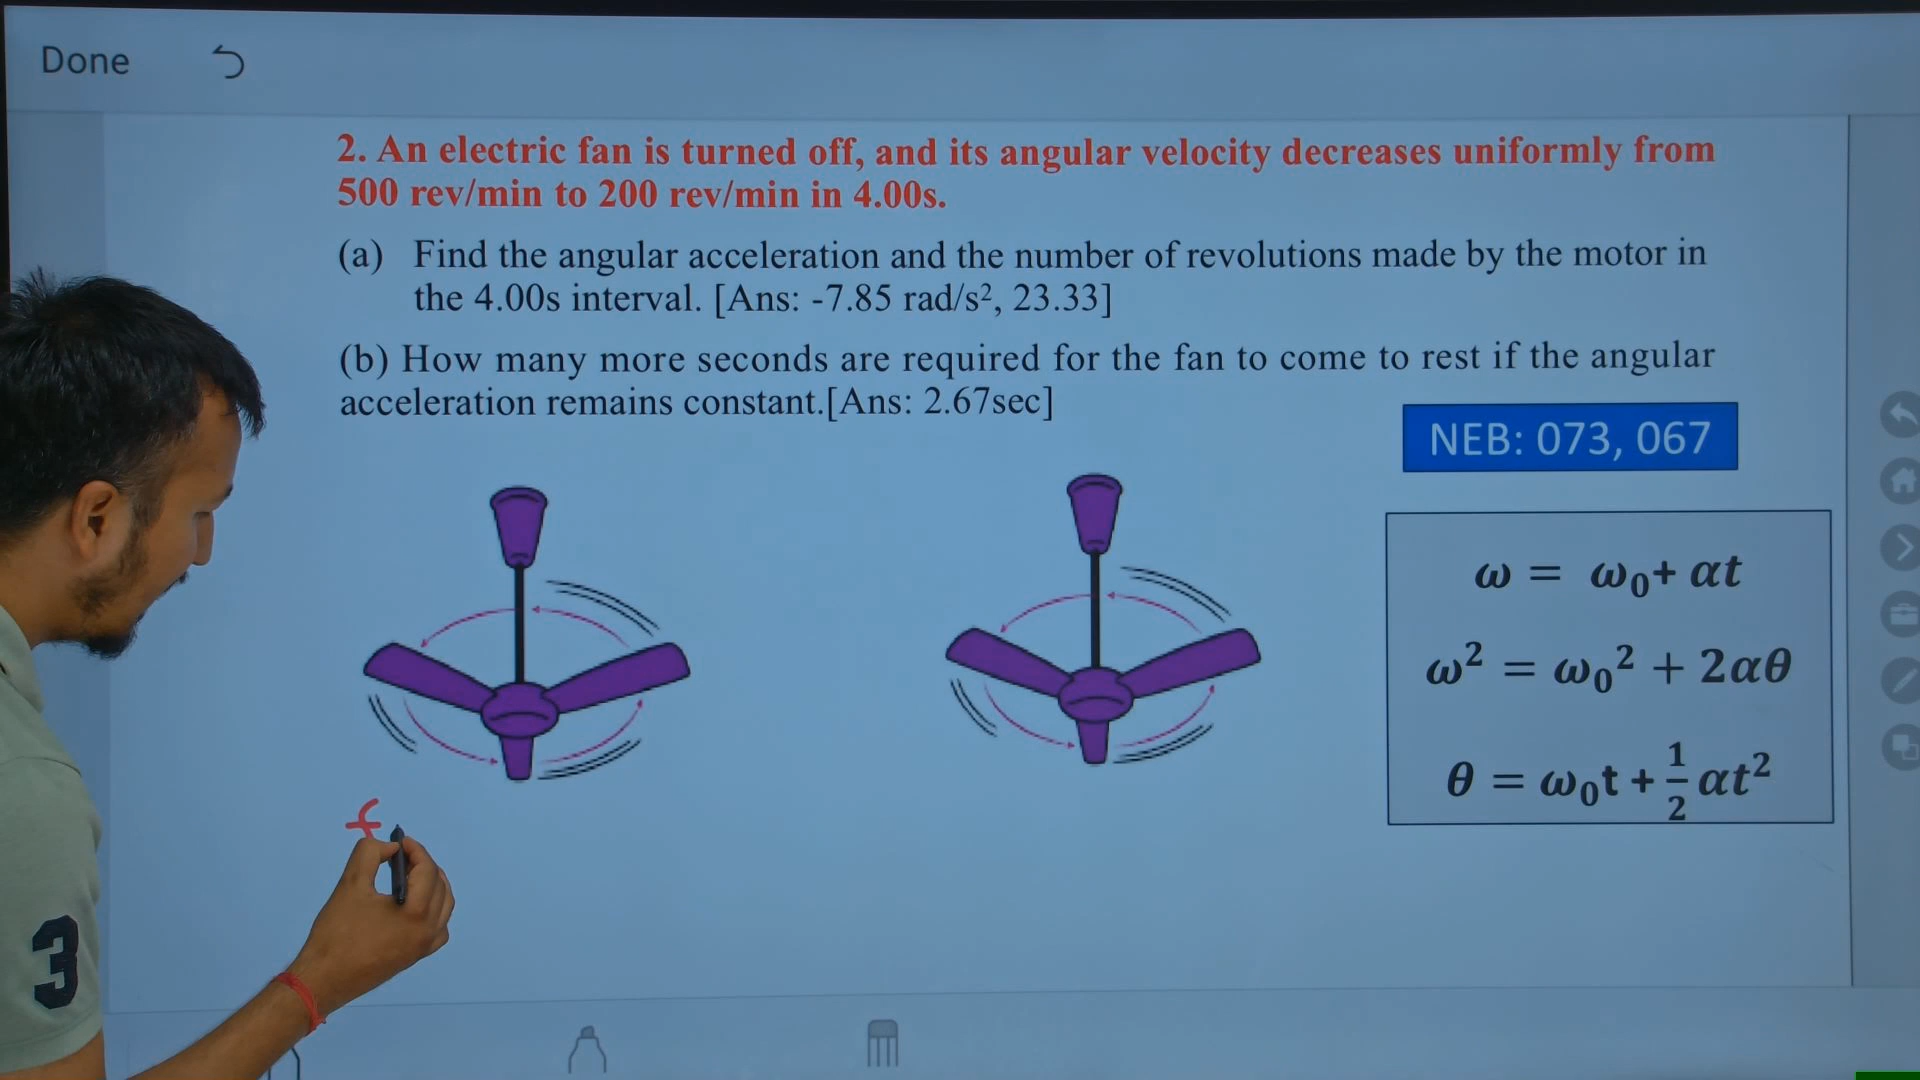 Done
2. An electric fan is turned off, and its angular velocity decreases uniformly from
500 rev/min to 200 rev/min in 4.00s.
(a) Find the angular acceleration and the number of revolutions made by the motor in
the 4.00s interval. [Ans: -7.85 rad/s², 23.33]
(b) How many more seconds are required for the fan to come to rest if the angular
acceleration remains constant.[Ans: 2.67sec]
NEB: 073, 067
ω = ω₀+ αt
ω² = ω₀² + 2αθ
θ = ω₀t + ½ αt²
f
3